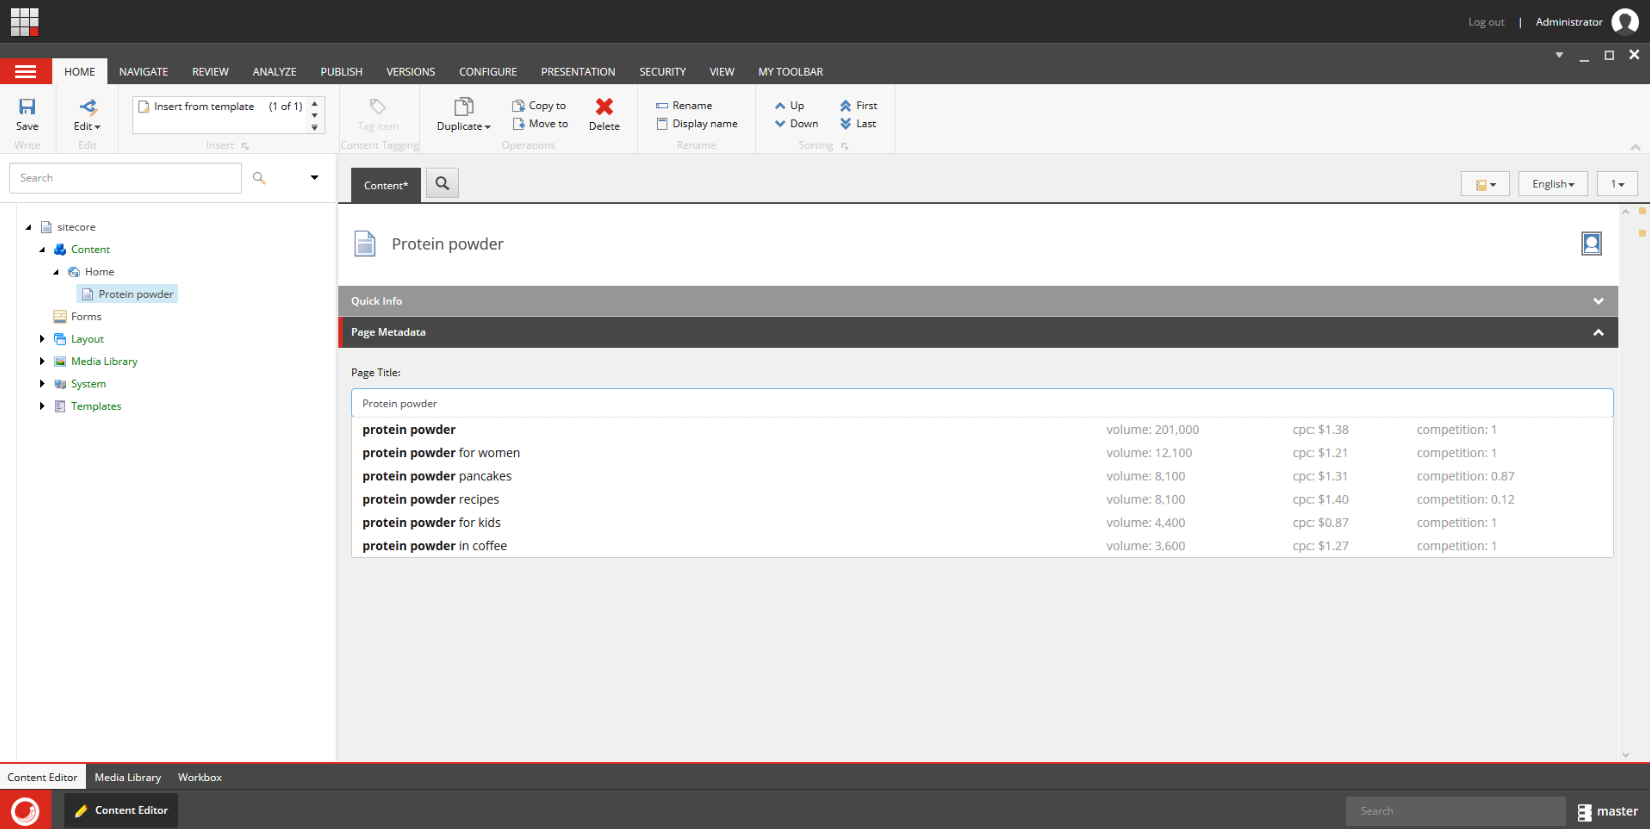 Log out | Administrator
HOME NAVIGATE REVIEW ANALYZE PUBLISH VERSIONS CONFIGURE PRESENTATION SECURITY VIEW MY TOOLBAR
Save
Write
Edit
Edit
Insert from template (1 of 1)
Insert
Tag item
Content Tagging
Duplicate
Copy to
Move to
Delete
Operations
Rename
Display name
Rename
Up
Down
First
Last
Sorting
Search
Content*
English
1
sitecore
Content
Home
Protein powder
Forms
Layout
Media Library
System
Templates
Protein powder
Quick Info
Page Metadata
Page Title:
Protein powder
protein powder volume: 201,000 cpc: $1.38 competition: 1
protein powder for women volume: 12,100 cpc: $1.21 competition: 1
protein powder pancakes volume: 8,100 cpc: $1.31 competition: 0.87
protein powder recipes volume: 8,100 cpc: $1.40 competition: 0.12
protein powder for kids volume: 4,400 cpc: $0.87 competition: 1
protein powder in coffee volume: 3,600 cpc: $1.27 competition: 1
Content Editor Media Library Workbox
Content Editor
Search
master